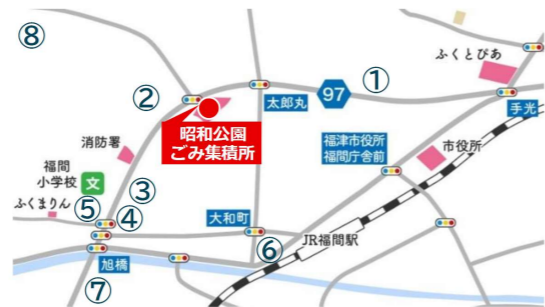 ⑧
ふくとぴあ
①
②
97
太郎丸
手光
昭和公園
ごみ集積所
消防署
福津市役所
福間庁舎前
市役所
福間
小学校
文
③
ふくまりん
⑤
④
大和町
JR福間駅
⑥
旭橋
⑦